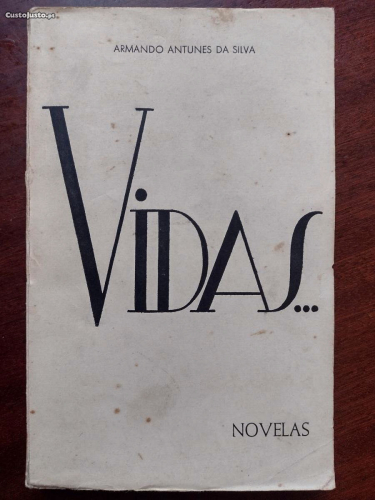 CustoJusto.pt
ARMANDO ANTUNES DA SILVA
VIDAS...
NOVELAS